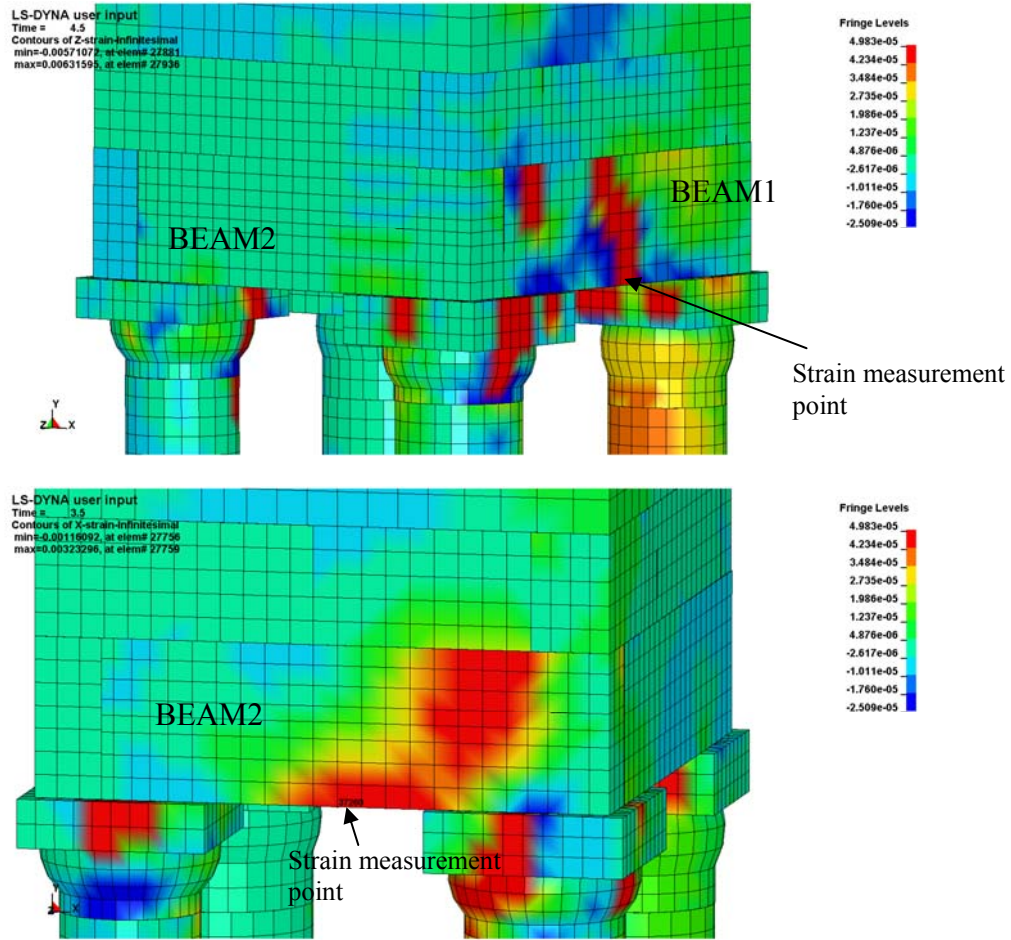 LS-DYNA user input
Time = 4.5
Contours of Z-strain-Infinitesimal
min=-0.00571072, at elem# 27881
max=0.00631595, at elem# 27936
Fringe Levels
4.983e-05
4.234e-05
3.484e-05
2.735e-05
1.986e-05
1.237e-05
4.876e-06
-2.617e-06
-1.011e-05
-1.760e-05
-2.509e-05
BEAM1
BEAM2
Strain measurement
point
Y
Z X
LS-DYNA user input
Time = 3.5
Contours of X-strain-Infinitesimal
min=-0.00116092, at elem# 27756
max=0.00323296, at elem# 27759
Fringe Levels
4.983e-05
4.234e-05
3.484e-05
2.735e-05
1.986e-05
1.237e-05
4.876e-06
-2.617e-06
-1.011e-05
-1.760e-05
-2.509e-05
BEAM2
Strain measurement
point
Y
X